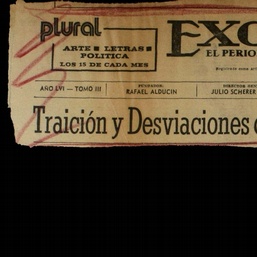 plural
ARTE ■ LETRAS ■
POLITICA
LOS 15 DE CADA MES
EXC
EL PERIO
AÑO LVI — TOMO III
RAFAEL ALDUCIN
JULIO SCHERER
Traición y Desviaciones